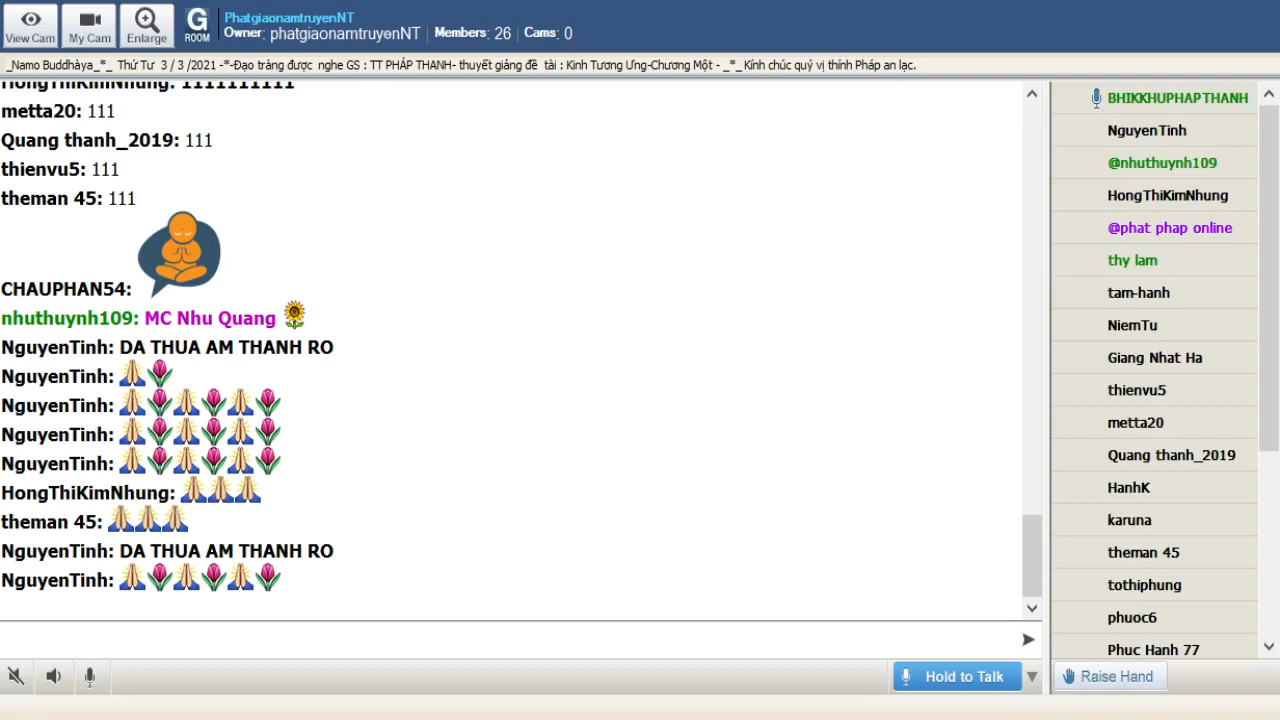 View Cam
My Cam
Enlarge
G
ROOM
PhatgiaonamtruyenNT
Owner: phatgiaonamtruyenNT | Members: 26 | Cams: 0
_Namo Buddhàya_*_ Thứ Tư 3 / 3 /2021 -*-Đạo tràng được nghe GS : TT PHÁP THANH- thuyết giảng đề tài : Kinh Tương Ưng-Chương Một - _*_ Kính chúc quý vị thính Pháp an lạc.
HongThiKimNhung: 1111111111
metta20: 111
Quang thanh_2019: 111
thienvu5: 111
theman 45: 111
CHAUPHAN54:
nhuthuynh109: MC Nhu Quang 🌻
NguyenTinh: DA THUA AM THANH RO
NguyenTinh: 🙏🌷
NguyenTinh: 🙏🌷🙏🌷🙏🌷
NguyenTinh: 🙏🌷🙏🌷🙏🌷
NguyenTinh: 🙏🌷🙏🌷🙏🌷
HongThiKimNhung: 🙏🙏🙏
theman 45: 🙏🙏🙏
NguyenTinh: DA THUA AM THANH RO
NguyenTinh: 🙏🌷🙏🌷🙏🌷
Hold to Talk
BHIKKHUPHAPTHANH
NguyenTinh
@nhuthuynh109
HongThiKimNhung
@phat phap online
thy lam
tam-hanh
NiemTu
Giang Nhat Ha
thienvu5
metta20
Quang thanh_2019
HanhK
karuna
theman 45
tothiphung
phuoc6
Phuc Hanh 77
Raise Hand